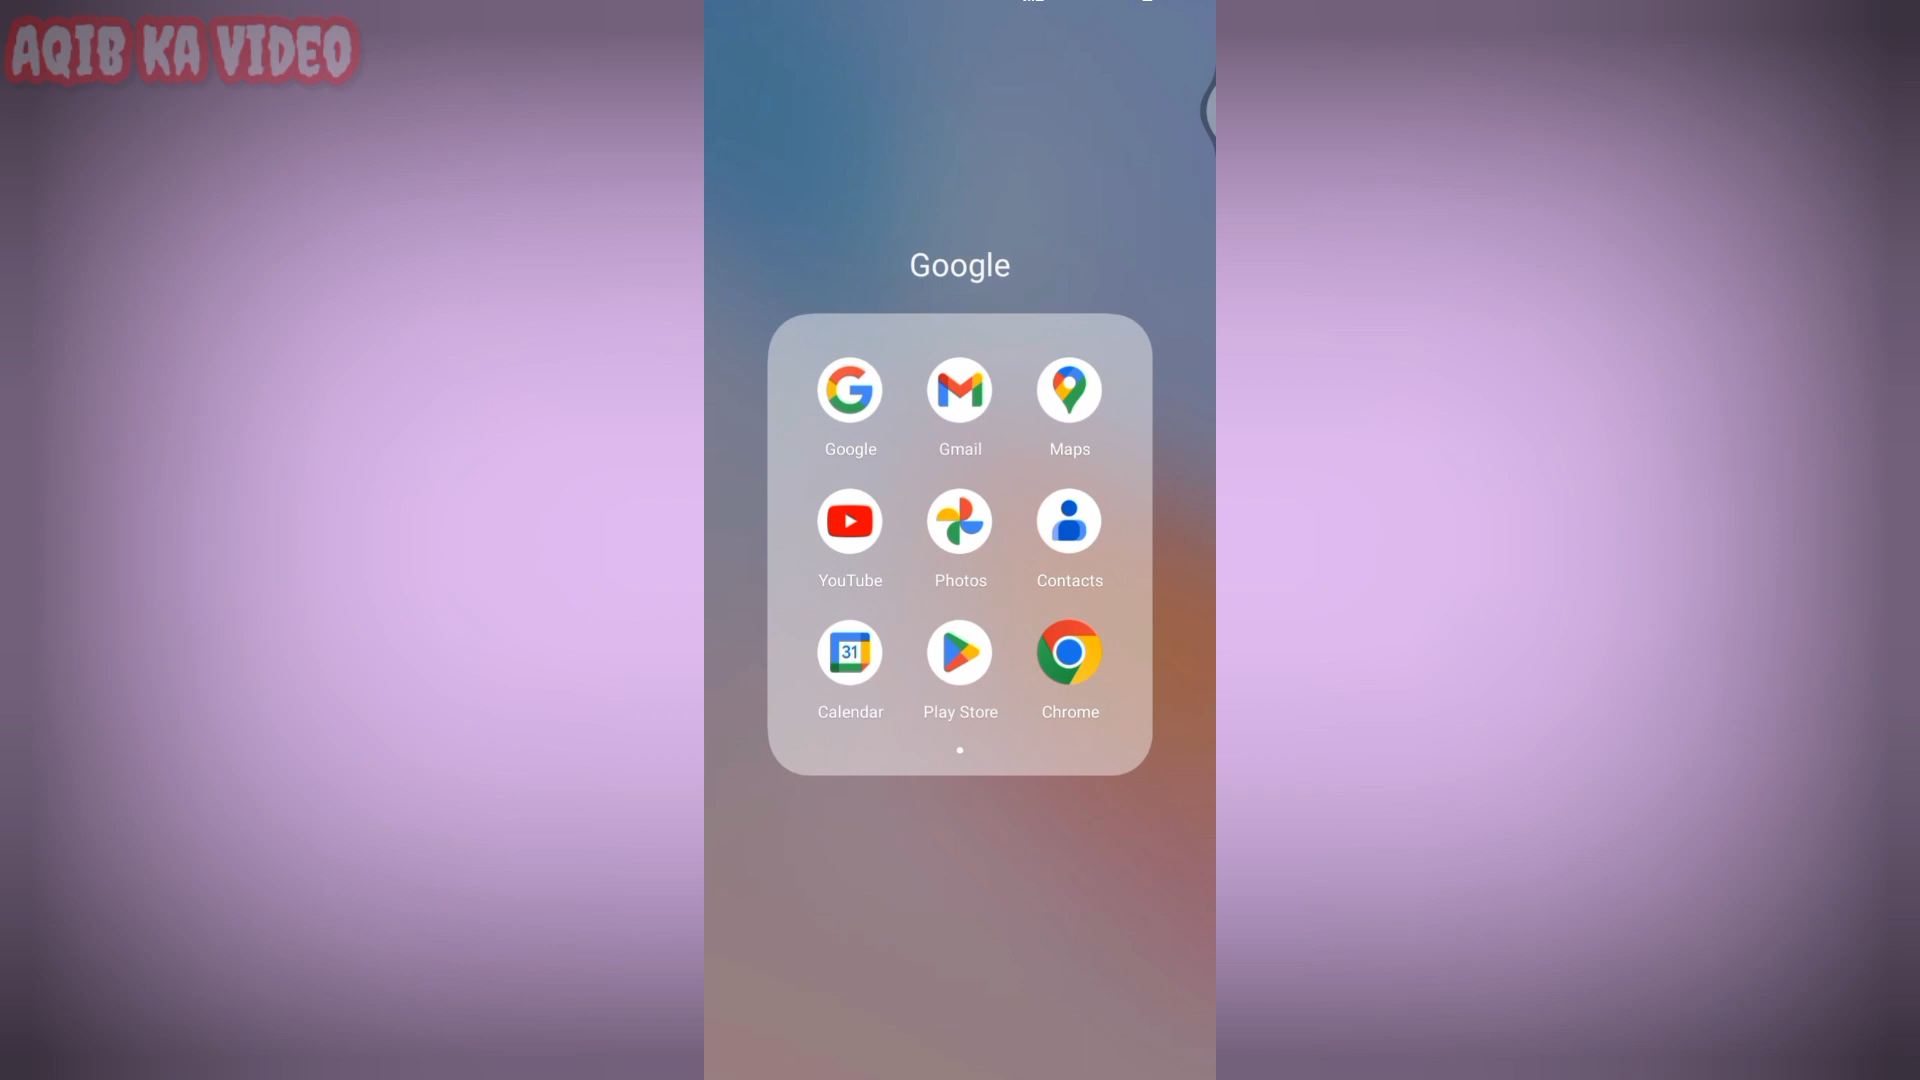 AQIB KA VIDEO
Google
Google Gmail Maps
YouTube Photos Contacts
31
Calendar Play Store Chrome